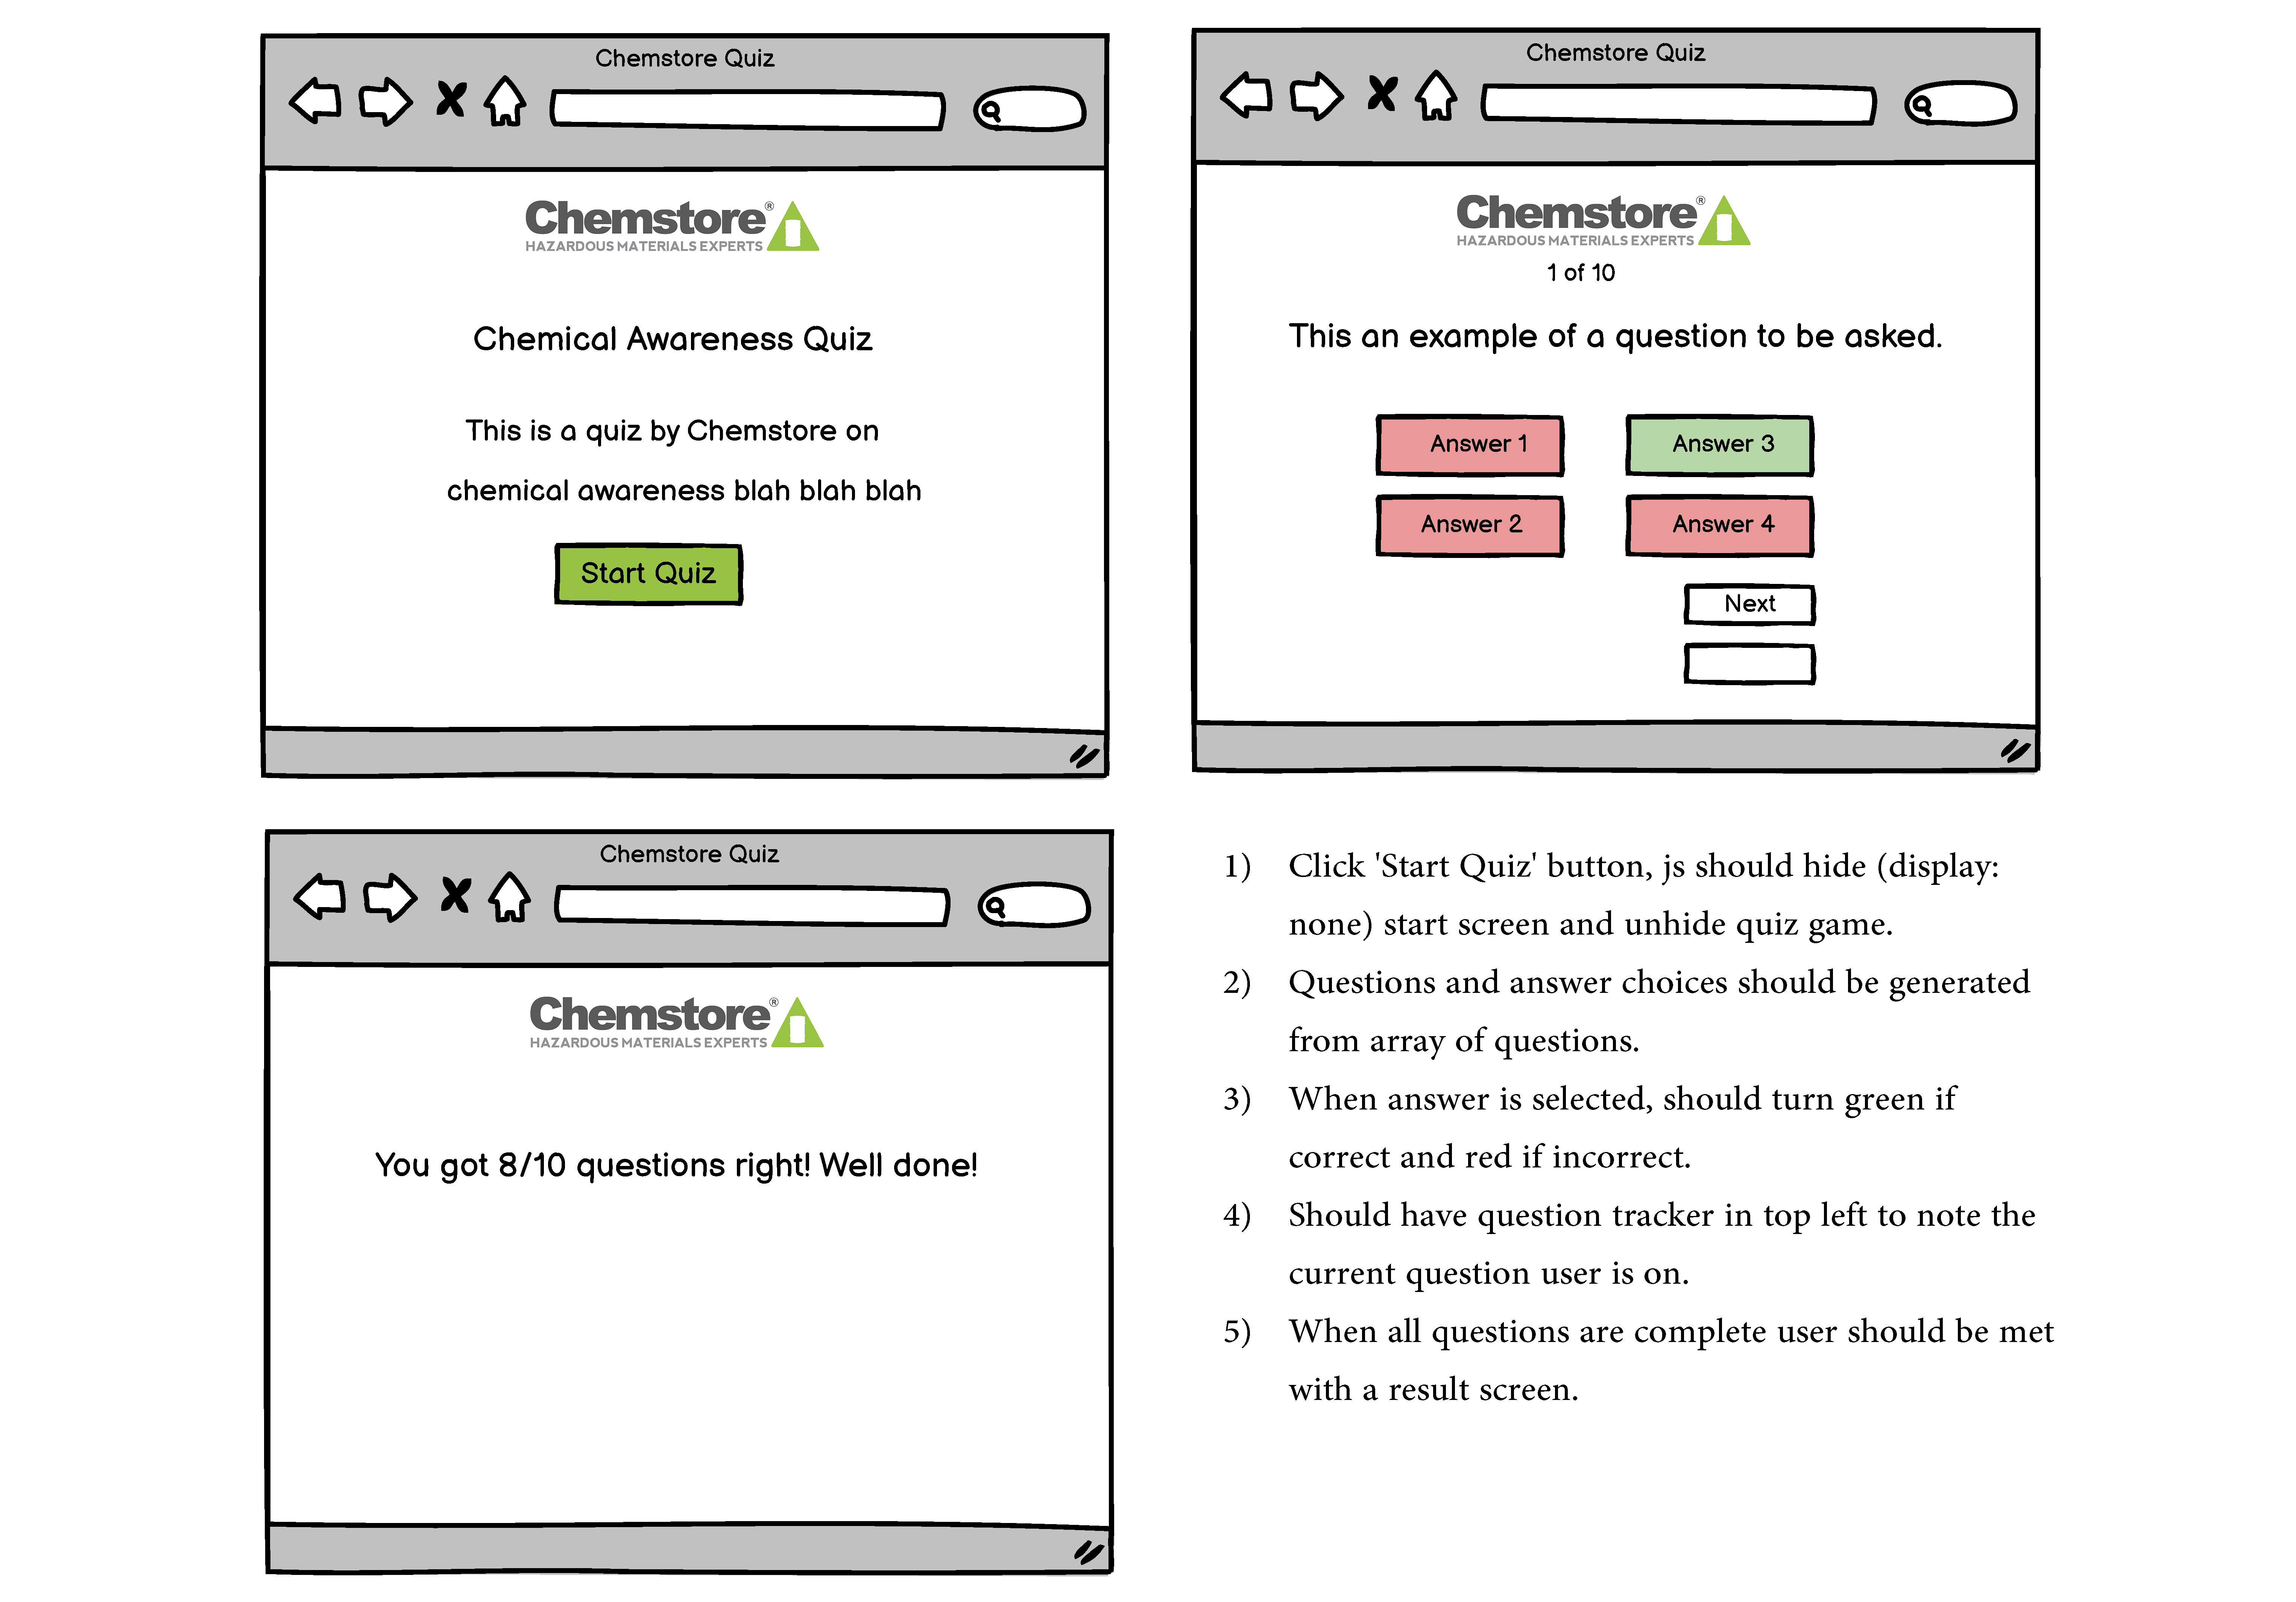 Chemstore Quiz
Chemstore®
HAZARDOUS MATERIALS EXPERTS
Chemical Awareness Quiz
This is a quiz by Chemstore on
chemical awareness blah blah blah
Start Quiz
Chemstore Quiz
Chemstore®
HAZARDOUS MATERIALS EXPERTS
1 of 10
This an example of a question to be asked.
Answer 1
Answer 3
Answer 2
Answer 4
Next
Chemstore Quiz
Chemstore®
HAZARDOUS MATERIALS EXPERTS
You got 8/10 questions right! Well done!
1) Click 'Start Quiz' button, js should hide (display:
none) start screen and unhide quiz game.
2) Questions and answer choices should be generated
from array of questions.
3) When answer is selected, should turn green if
correct and red if incorrect.
4) Should have question tracker in top left to note the
current question user is on.
5) When all questions are complete user should be met
with a result screen.